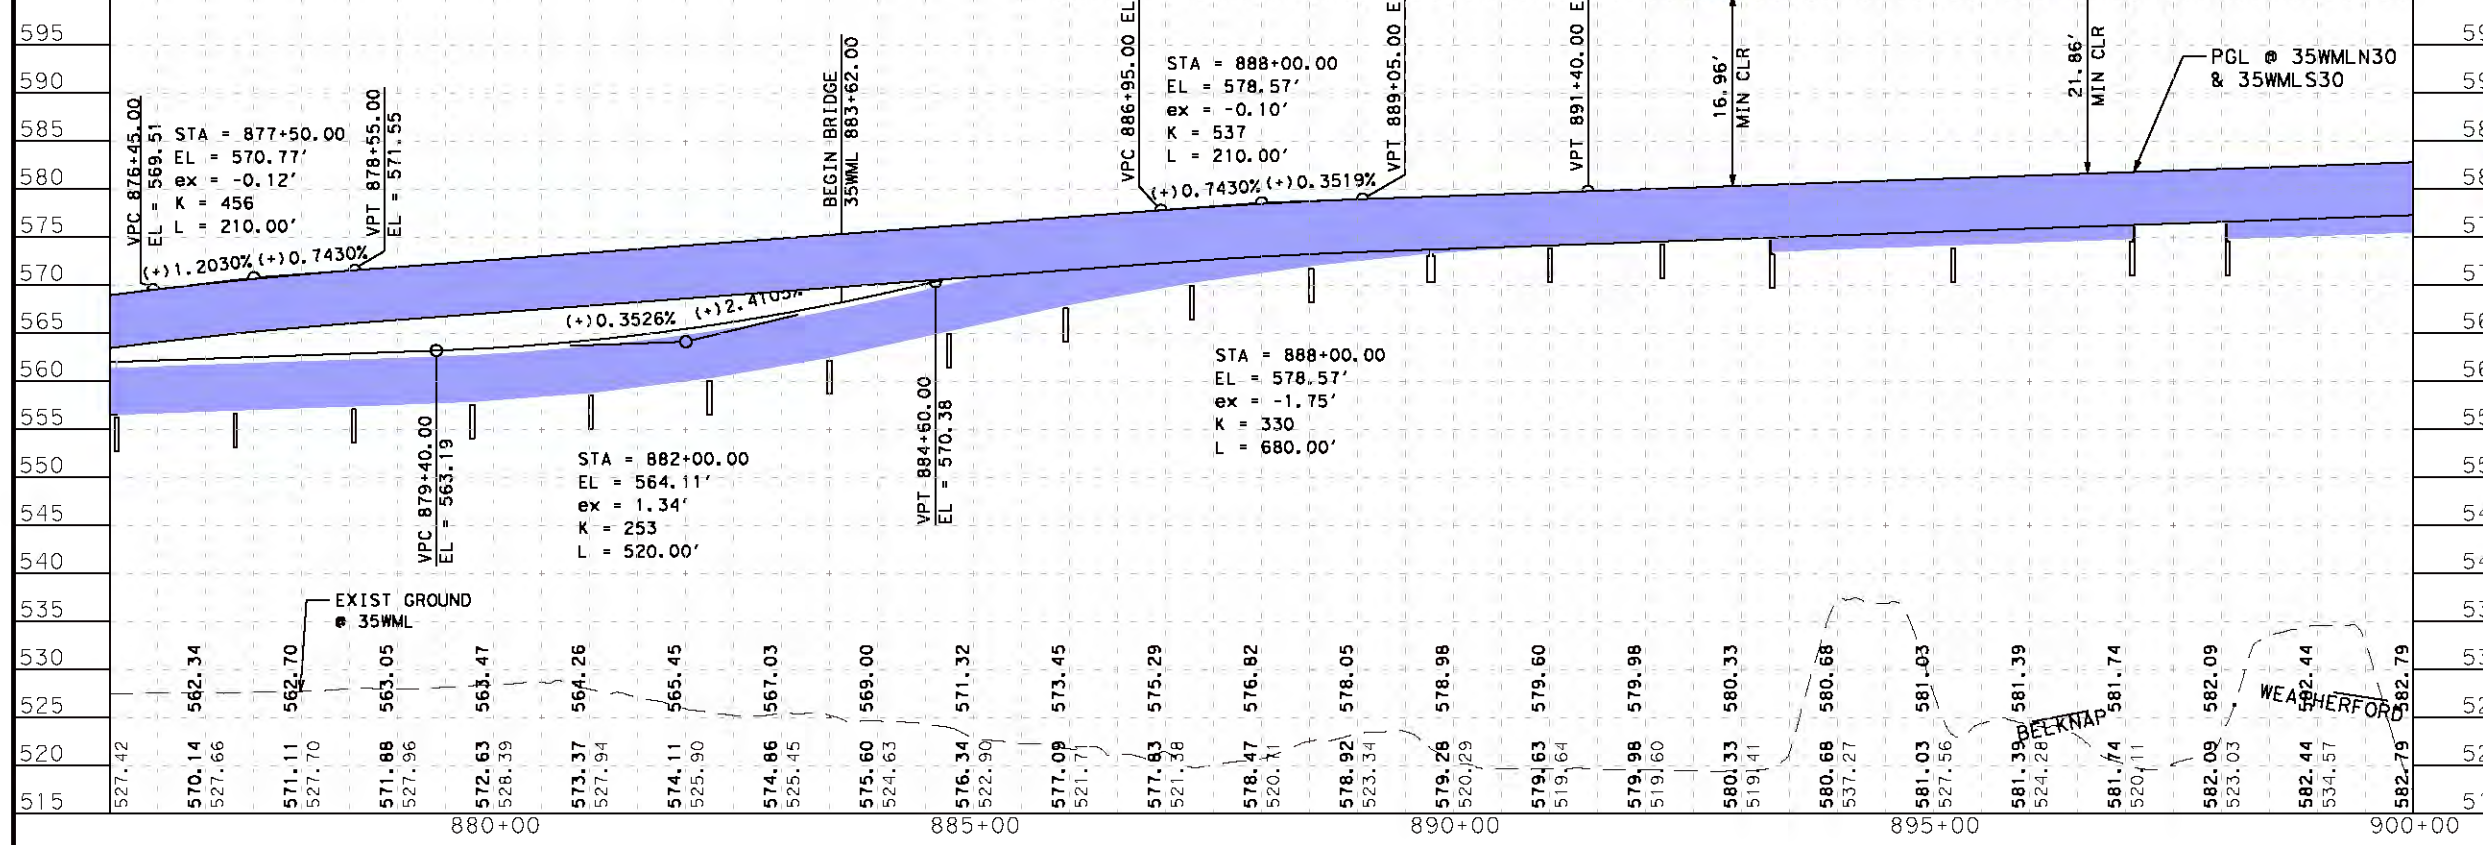 595
590
585
580
575
570
565
560
555
550
545
540
535
530
525
520
515
VPC 876+45.00
EL = 569.51
STA = 877+50.00
EL = 570.77'
ex = -0.12'
K = 456
L = 210.00'
VPT 878+55.00
EL = 571.55
(+)1.2030% (+)0.7430%
BEGIN BRIDGE
35WML 883+62.00
VPC 886+95.00 EL
STA = 888+00.00
EL = 578.57'
ex = -0.10'
K = 537
L = 210.00'
VPT 889+05.00 E
(+)0.7430% (+)0.3519%
VPT 891+40.00 E
16.96'
MIN CLR
21.86'
MIN CLR
PGL @ 35WMLN30
& 35WMLS30
(+)0.3526%
VPC 879+40.00
EL = 563.19
STA = 882+00.00
EL = 564.11'
ex = 1.34'
K = 253
L = 520.00'
VPT 884+60.00
EL = 570.38
STA = 888+00.00
EL = 578.57'
ex = -1.75'
K = 330
L = 680.00'
EXIST GROUND
@ 35WML
562.34 562.70 563.05 563.47 564.26 565.45 567.03 569.00 571.32 573.45 575.29 576.82 578.05 578.98 579.60 579.98 580.33 580.68 581.03 581.39 581.74 582.09 582.44 582.79
BELKNAP
WEATHERFORD
527.42
570.14 527.66
571.11 527.70
571.88 527.96
572.63 528.39
573.37 527.94
574.11 525.90
574.86 525.45
575.60 524.63
576.34 522.90
577.09 521.71
577.83 521.38
578.47
578.92 523.34
579.28 520.29
579.63 519.64
579.98 519.60
580.33 519.41
580.68 537.27
581.03 527.56
581.39 524.28
581.74 520.11
582.09 523.03
582.44 534.57
582.79
880+00 885+00 890+00 895+00 900+00